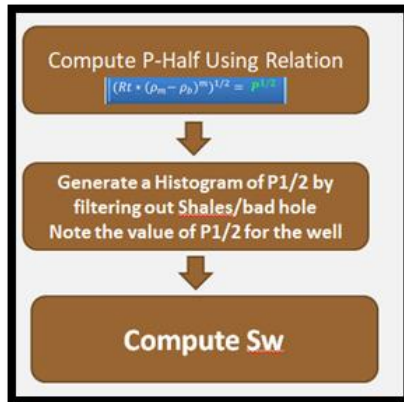 Compute P-Half Using Relation
(Rt * (ρₘ − ρ_b)ᵐ)^1/2 = P^1/2
Generate a Histogram of P1/2 by
filtering out Shales/bad hole
Note the value of P1/2 for the well
Compute Sw